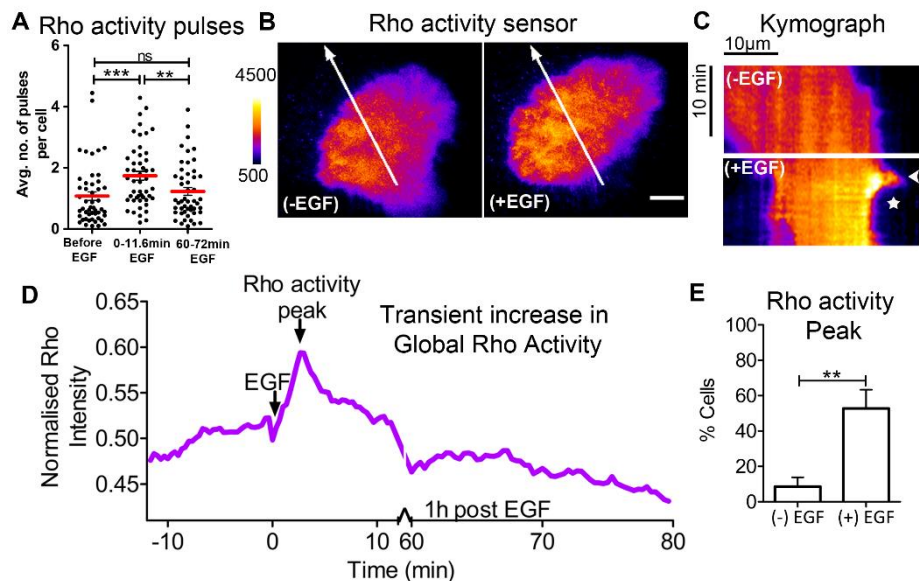 A Rho activity pulses
ns
***
**
Avg. no. of pulses
per cell
6
4
2
0
Before
EGF
0-11.6min
EGF
60-72min
EGF
B Rho activity sensor
4500
500
(-EGF)
(+EGF)
C Kymograph
10µm
10 min
(-EGF)
(+EGF)
D
Rho activity
peak
EGF
Transient increase in
Global Rho Activity
Normalised Rho
Intensity
0.65
0.60
0.55
0.50
0.45
1h post EGF
-10 0 10 60 70 80
Time (min)
E Rho activity
Peak
**
% Cells
100
80
60
40
20
0
(-) EGF (+) EGF